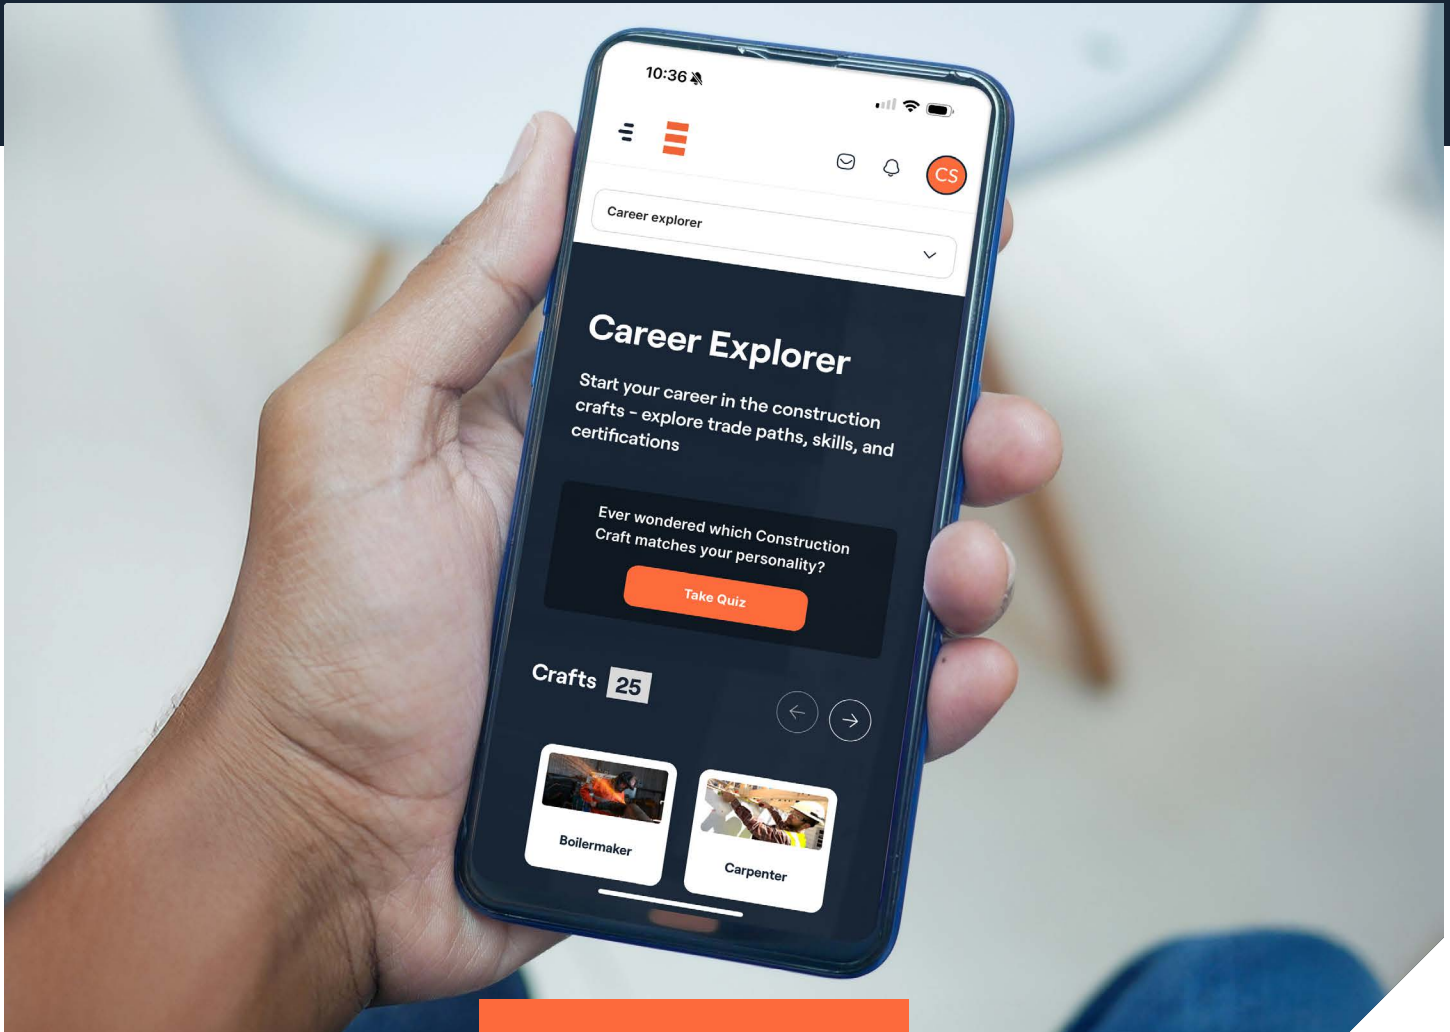 10:36
CS
Career explorer
Career Explorer
Start your career in the construction
crafts - explore trade paths, skills, and
certifications
Ever wondered which Construction
Craft matches your personality?
Take Quiz
Crafts 25
Boilermaker
Carpenter